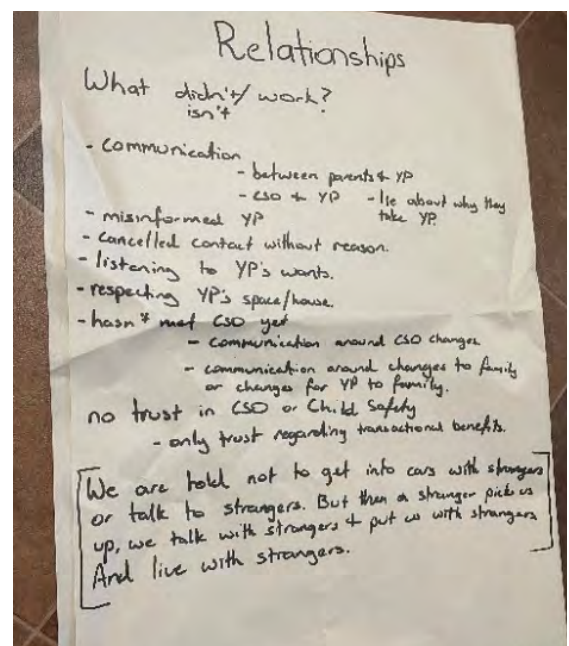 Relationships
What didn't/ work?
isn't
- communication
- between parents + YP
- CSO + YP - lie about why they
take YP.
- misinformed YP
- cancelled contact without reason.
- listening to YP's wants.
- respecting YP's space/house.
- hasn't met CSO yet
- communication around CSO changes
- communication around changes to family
or changes for YP to family.
no trust in CSO or Child Safety
- only trust regarding transactional benefits.
We are told not to get into cars with strangers
or talk to strangers. But then a stranger picks us
up, we talk with strangers + put us with strangers
And live with strangers.